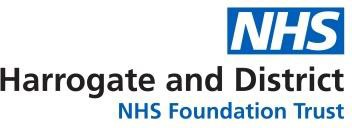 NHS
Harrogate and District
NHS Foundation Trust